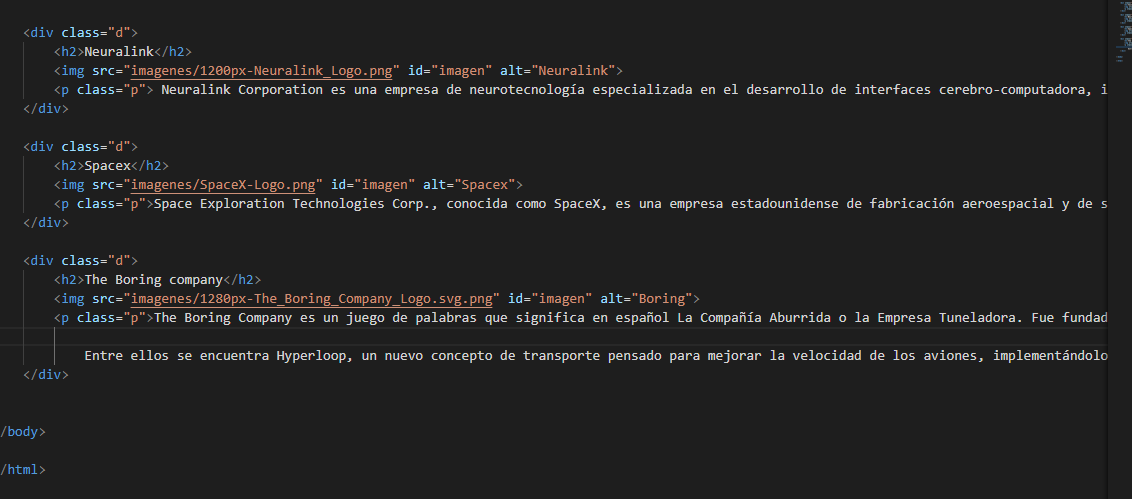 <div class="d">
<h2>Neuralink</h2>
<img src="imagenes/1200px-Neuralink_Logo.png" id="imagen" alt="Neuralink">
<p class="p"> Neuralink Corporation es una empresa de neurotecnología especializada en el desarrollo de interfaces cerebro-computadora, i
</div>
<div class="d">
<h2>Spacex</h2>
<img src="imagenes/SpaceX-Logo.png" id="imagen" alt="Spacex">
<p class="p">Space Exploration Technologies Corp., conocida como SpaceX, es una empresa estadounidense de fabricación aeroespacial y de s
</div>
<div class="d">
<h2>The Boring company</h2>
<img src="imagenes/1280px-The_Boring_Company_Logo.svg.png" id="imagen" alt="Boring">
<p class="p">The Boring Company es un juego de palabras que significa en español La Compañía Aburrida o la Empresa Tuneladora. Fue fundad
Entre ellos se encuentra Hyperloop, un nuevo concepto de transporte pensado para mejorar la velocidad de los aviones, implementándolo
</div>
/body>
/html>